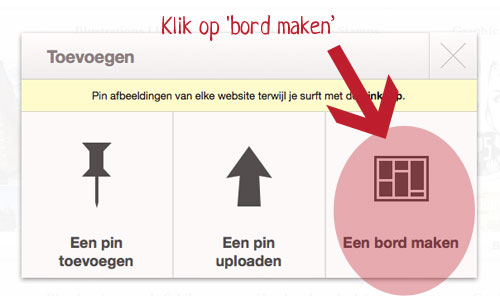 Klik op 'bord maken'
Toevoegen
Pin afbeeldingen van elke website terwijl je surft met de
Een pin
toevoegen
Een pin
uploaden
Een bord maken